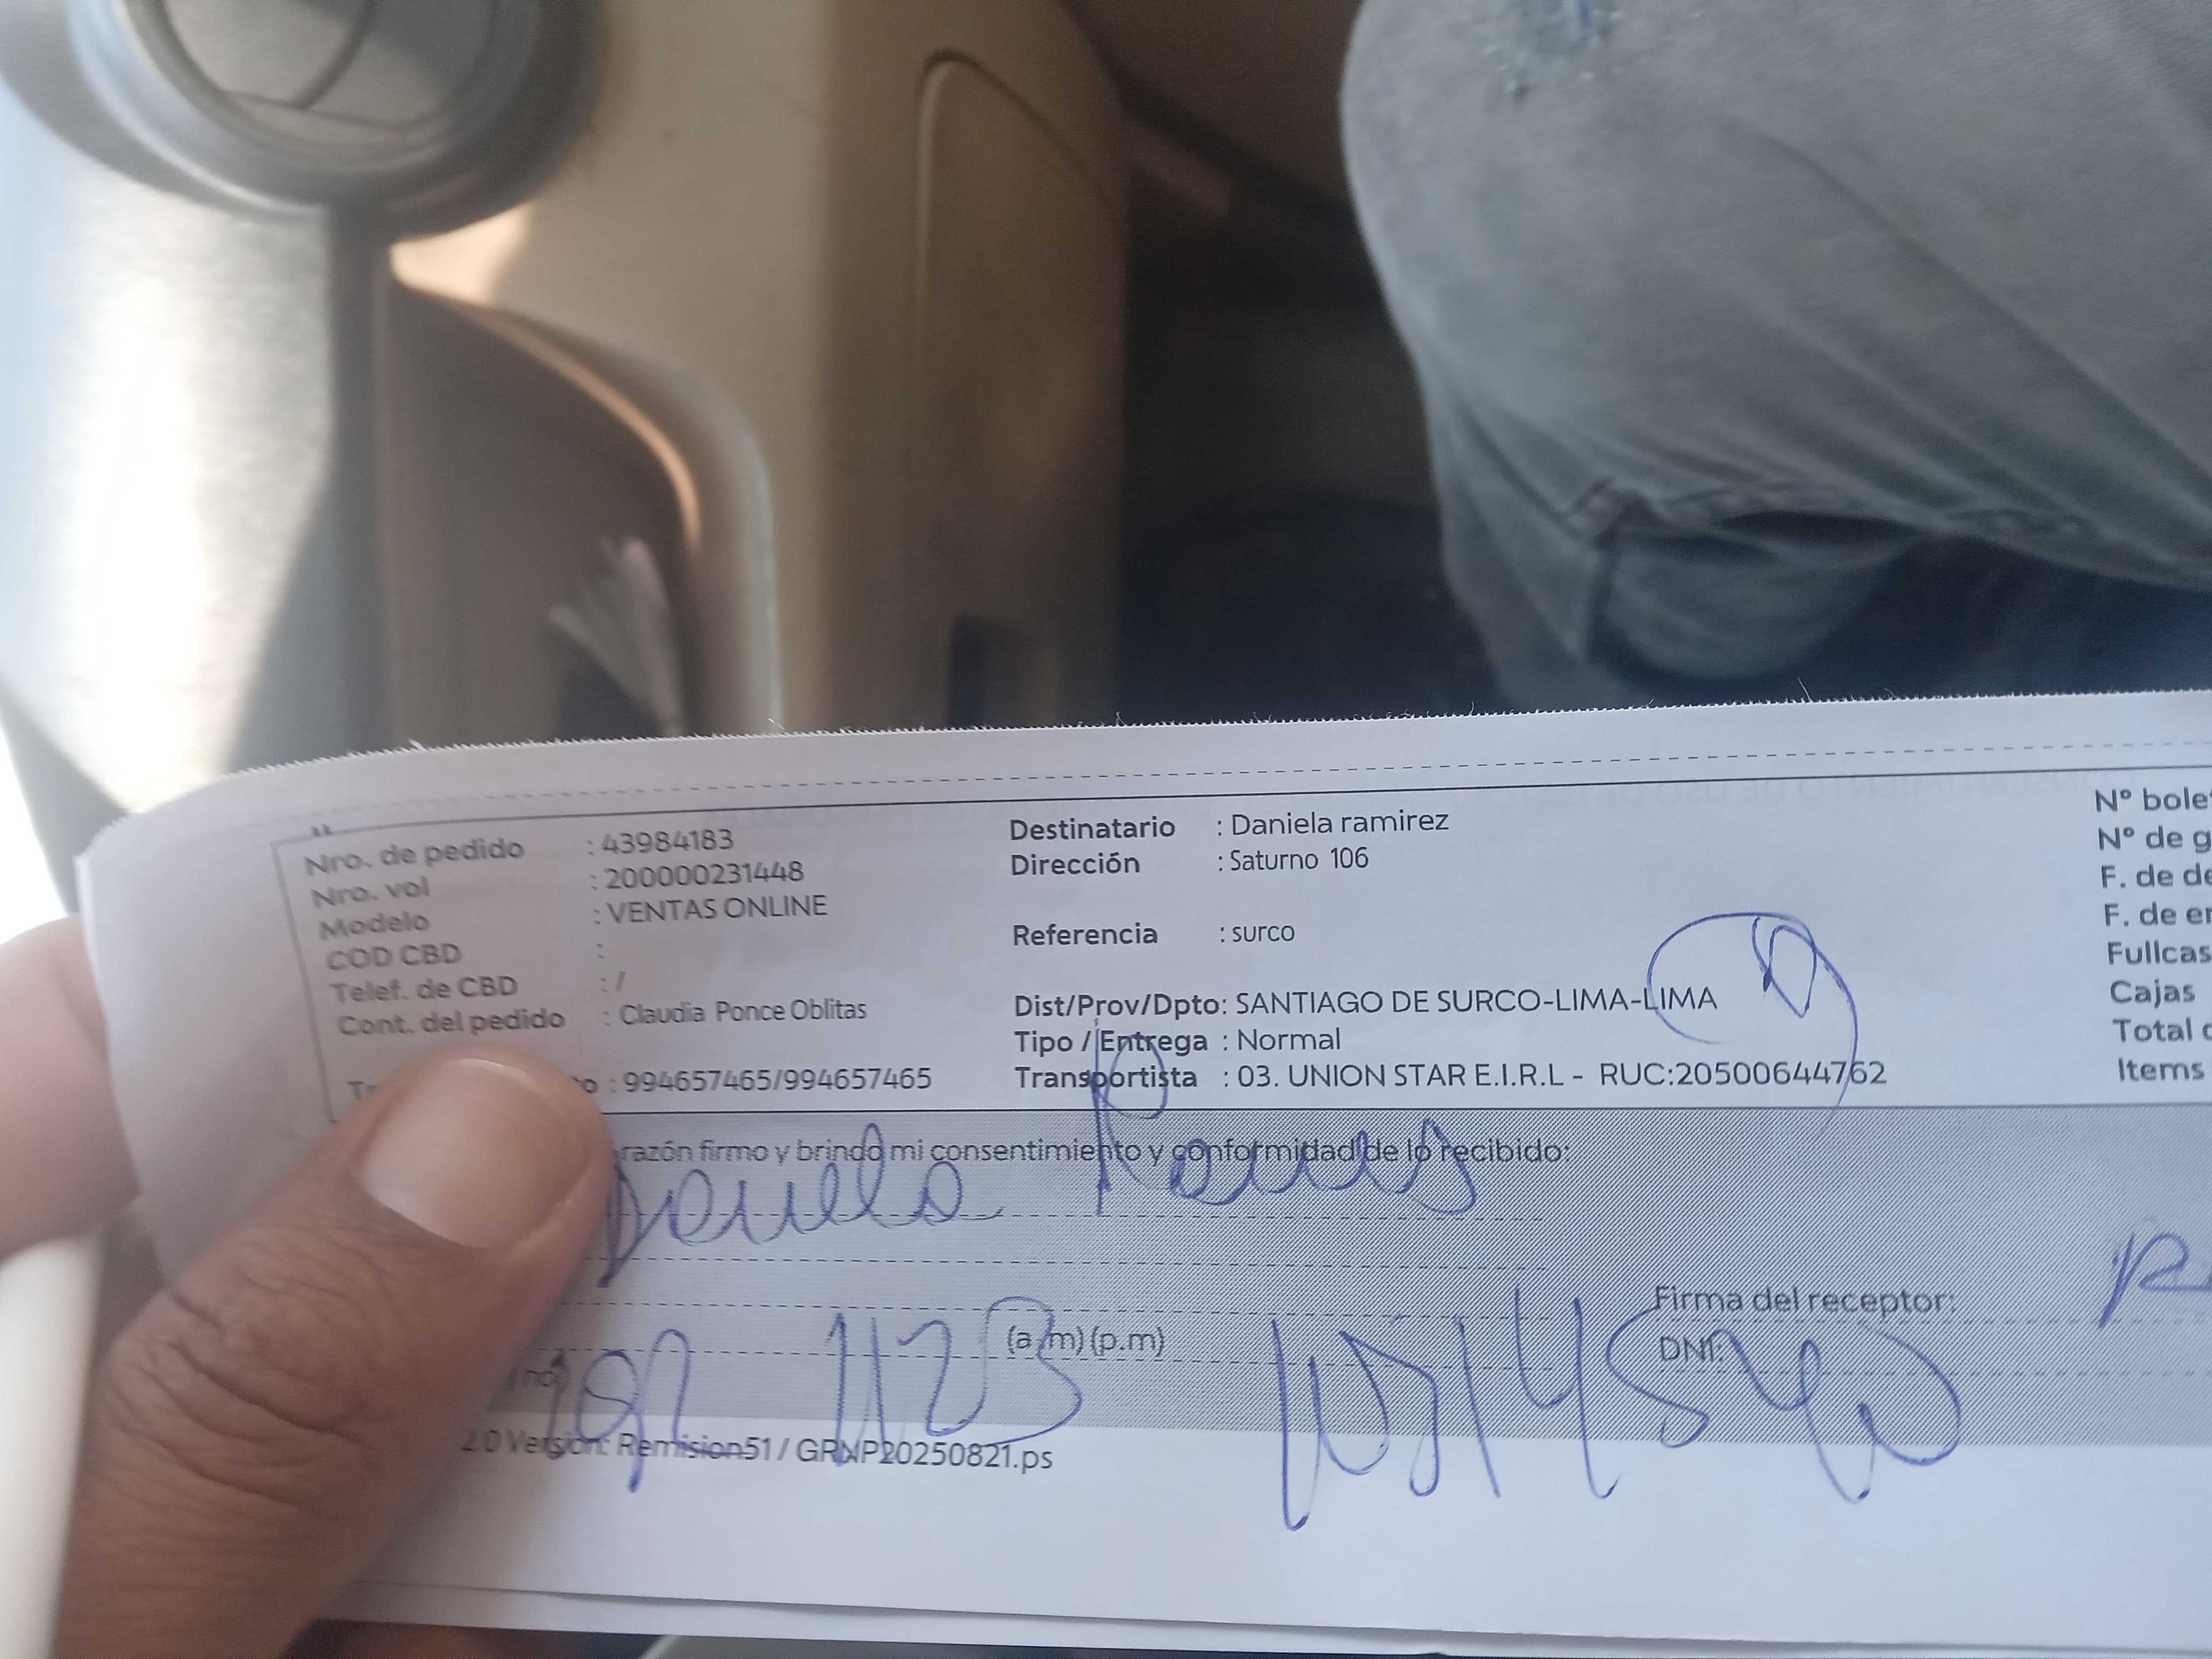 Nro. de pedido : 43984183
Nro. vol : 200000231448
Modelo : VENTAS ONLINE
COD CBD :
Telef. de CBD : /
Cont. del pedido : Claudia Ponce Oblitas
: 994657465/994657465
Destinatario : Daniela ramirez
Dirección : Saturno 106
Referencia : surco
Dist/Prov/Dpto: SANTIAGO DE SURCO-LIMA-LIMA
Tipo / Entrega : Normal
Transportista : 03. UNION STAR E.I.R.L - RUC:20500644762
Nº bole
Nº de g
F. de de
F. de en
Fullcas
Cajas
Total
Items
razón firmo y brindo mi consentimiento y conformidad de lo recibido:
(a.m) (p.m)
Firma del receptor:
DNI:
2.0 Version: Remision51 / GRNP20250821.ps